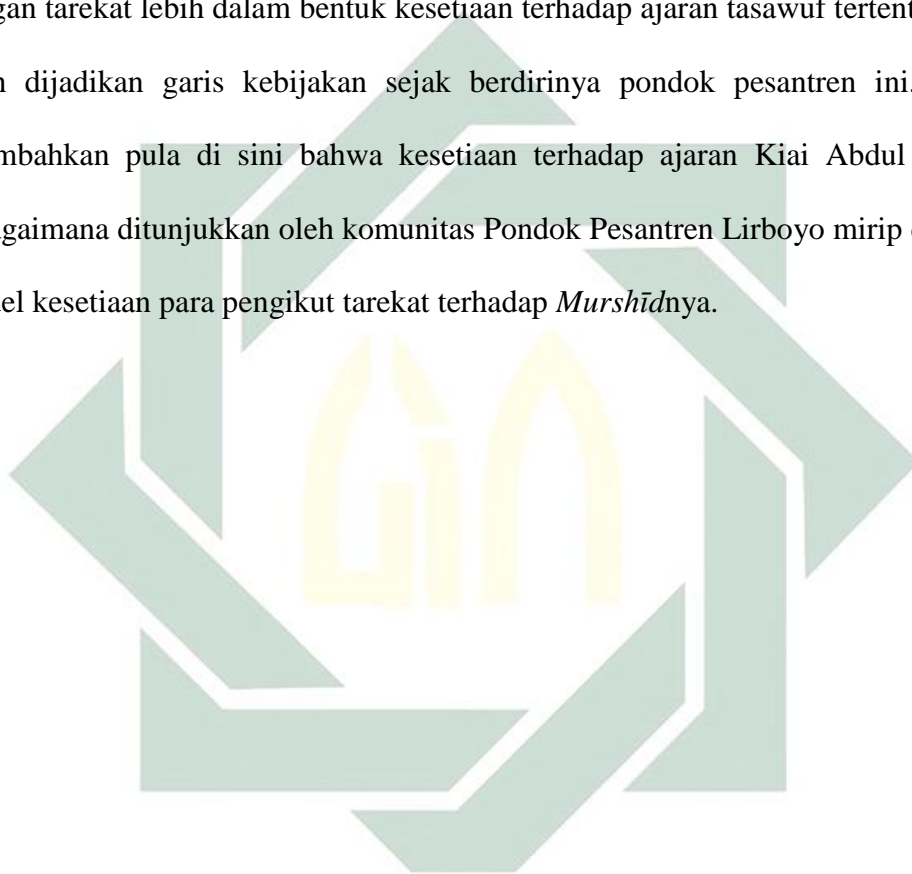 gan tarekat lebih dalam bentuk kesetiaan terhadap ajaran tasawuf tertent
n dijadikan garis kebijakan sejak berdirinya pondok pesantren ini.
mbahkan pula di sini bahwa kesetiaan terhadap ajaran Kiai Abdul
gaimana ditunjukkan oleh komunitas Pondok Pesantren Lirboyo mirip
el kesetiaan para pengikut tarekat terhadap Murshīdnya.